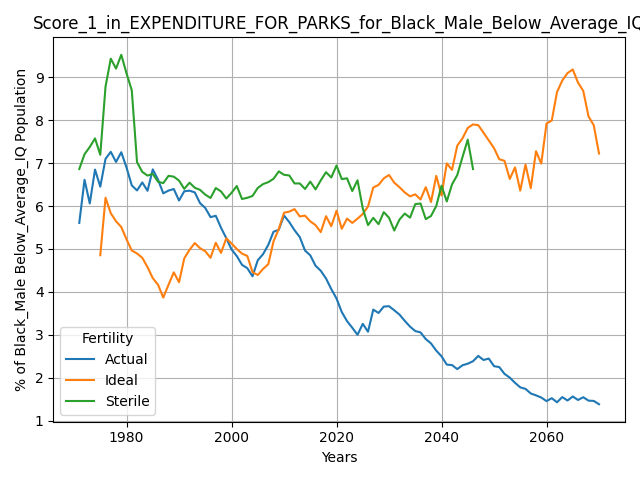 Score_1_in_EXPENDITURE_FOR_PARKS_for_Black_Male_Below_Average_IQ
% of Black_Male Below_Average_IQ Population
9
8
7
6
5
4
3
2
1
Fertility
Actual
Ideal
Sterile
1980 2000 2020 2040 2060
Years